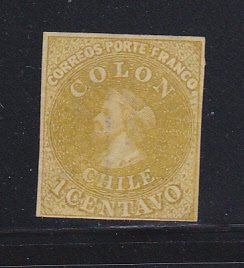 CORREOS PORTE FRANCO
COLON
CHILE
1 CENTAVO